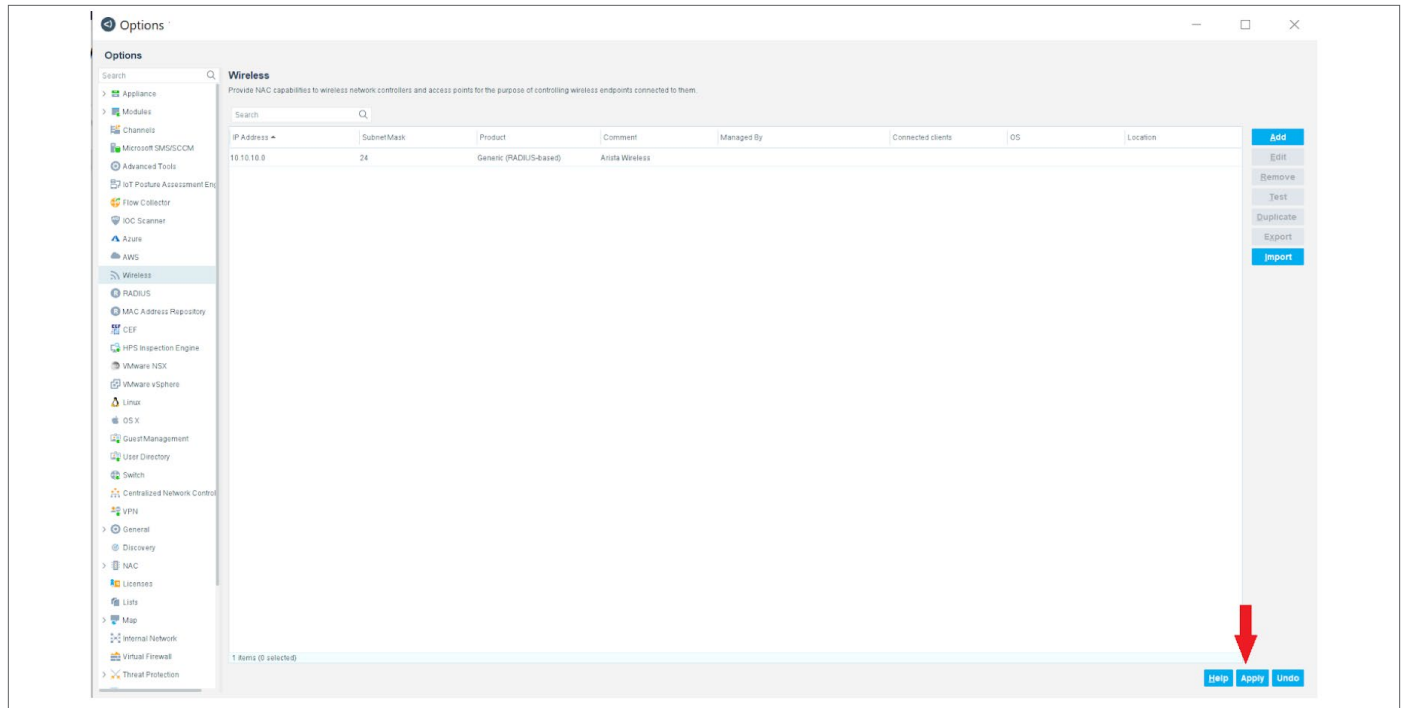 Options
Options
Search
Appliance
Modules
Channels
Microsoft SMS/SCCM
Advanced Tools
IoT Posture Assessment Eng
Flow Collector
IOC Scanner
Azure
AWS
Wireless
RADIUS
MAC Address Repository
CEF
HPS Inspection Engine
VMware NSX
VMware vSphere
Linux
OS X
Guest Management
User Directory
Switch
Centralized Network Control
VPN
General
Discovery
NAC
Licenses
Lists
Map
Internal Network
Virtual Firewall
Threat Protection
Wireless
Provide NAC capabilities to wireless network controllers and access points for the purpose of controlling wireless endpoints connected to them.
Search
IP Address Subnet Mask Product Comment Managed By Connected clients OS Location
10.10.10.0 24 Generic (RADIUS-based) Arista Wireless
1 items (0 selected)
Add
Edit
Remove
Test
Duplicate
Export
Import
Help Apply Undo